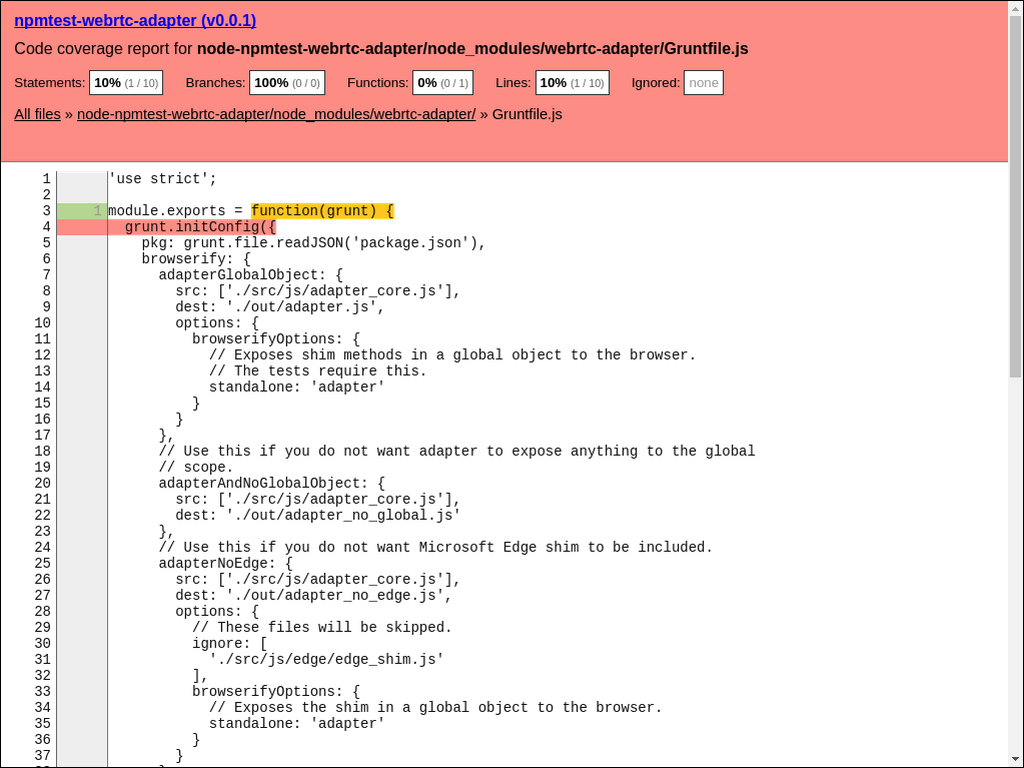 npmtest-webrtc-adapter (v0.0.1)
Code coverage report for node-npmtest-webrtc-adapter/node_modules/webrtc-adapter/Gruntfile.js
Statements: 10% (1 / 10) Branches: 100% (0 / 0) Functions: 0% (0 / 1) Lines: 10% (1 / 10) Ignored: none
All files » node-npmtest-webrtc-adapter/node_modules/webrtc-adapter/ » Gruntfile.js
1 'use strict';
2
3 1 module.exports = function(grunt) {
4   grunt.initConfig({
5     pkg: grunt.file.readJSON('package.json'),
6     browserify: {
7       adapterGlobalObject: {
8         src: ['./src/js/adapter_core.js'],
9         dest: './out/adapter.js',
10         options: {
11           browserifyOptions: {
12             // Exposes shim methods in a global object to the browser.
13             // The tests require this.
14             standalone: 'adapter'
15           }
16         }
17       },
18       // Use this if you do not want adapter to expose anything to the global
19       // scope.
20       adapterAndNoGlobalObject: {
21         src: ['./src/js/adapter_core.js'],
22         dest: './out/adapter_no_global.js'
23       },
24       // Use this if you do not want Microsoft Edge shim to be included.
25       adapterNoEdge: {
26         src: ['./src/js/adapter_core.js'],
27         dest: './out/adapter_no_edge.js',
28         options: {
29           // These files will be skipped.
30           ignore: [
31             './src/js/edge/edge_shim.js'
32           ],
33           browserifyOptions: {
34             // Exposes the shim in a global object to the browser.
35             standalone: 'adapter'
36           }
37         }